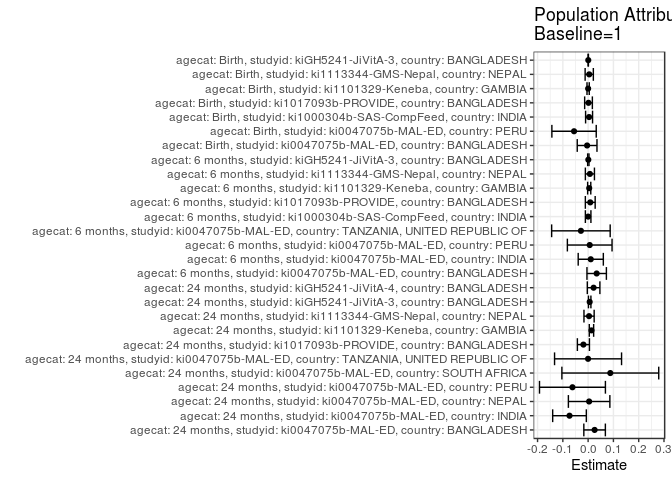 Population Attribu
Baseline=1
agecat: Birth, studyid: kiGH5241-JiVitA-3, country: BANGLADESH
agecat: Birth, studyid: ki1113344-GMS-Nepal, country: NEPAL
agecat: Birth, studyid: ki1101329-Keneba, country: GAMBIA
agecat: Birth, studyid: ki1017093b-PROVIDE, country: BANGLADESH
agecat: Birth, studyid: ki1000304b-SAS-CompFeed, country: INDIA
agecat: Birth, studyid: ki0047075b-MAL-ED, country: PERU
agecat: Birth, studyid: ki0047075b-MAL-ED, country: BANGLADESH
agecat: 6 months, studyid: kiGH5241-JiVitA-3, country: BANGLADESH
agecat: 6 months, studyid: ki1113344-GMS-Nepal, country: NEPAL
agecat: 6 months, studyid: ki1101329-Keneba, country: GAMBIA
agecat: 6 months, studyid: ki1017093b-PROVIDE, country: BANGLADESH
agecat: 6 months, studyid: ki1000304b-SAS-CompFeed, country: INDIA
agecat: 6 months, studyid: ki0047075b-MAL-ED, country: TANZANIA, UNITED REPUBLIC OF
agecat: 6 months, studyid: ki0047075b-MAL-ED, country: PERU
agecat: 6 months, studyid: ki0047075b-MAL-ED, country: INDIA
agecat: 6 months, studyid: ki0047075b-MAL-ED, country: BANGLADESH
agecat: 24 months, studyid: kiGH5241-JiVitA-4, country: BANGLADESH
agecat: 24 months, studyid: kiGH5241-JiVitA-3, country: BANGLADESH
agecat: 24 months, studyid: ki1113344-GMS-Nepal, country: NEPAL
agecat: 24 months, studyid: ki1101329-Keneba, country: GAMBIA
agecat: 24 months, studyid: ki1017093b-PROVIDE, country: BANGLADESH
agecat: 24 months, studyid: ki0047075b-MAL-ED, country: TANZANIA, UNITED REPUBLIC OF
agecat: 24 months, studyid: ki0047075b-MAL-ED, country: SOUTH AFRICA
agecat: 24 months, studyid: ki0047075b-MAL-ED, country: PERU
agecat: 24 months, studyid: ki0047075b-MAL-ED, country: NEPAL
agecat: 24 months, studyid: ki0047075b-MAL-ED, country: INDIA
agecat: 24 months, studyid: ki0047075b-MAL-ED, country: BANGLADESH
-0.2 -0.1 0.0 0.1 0.2 0.3
Estimate